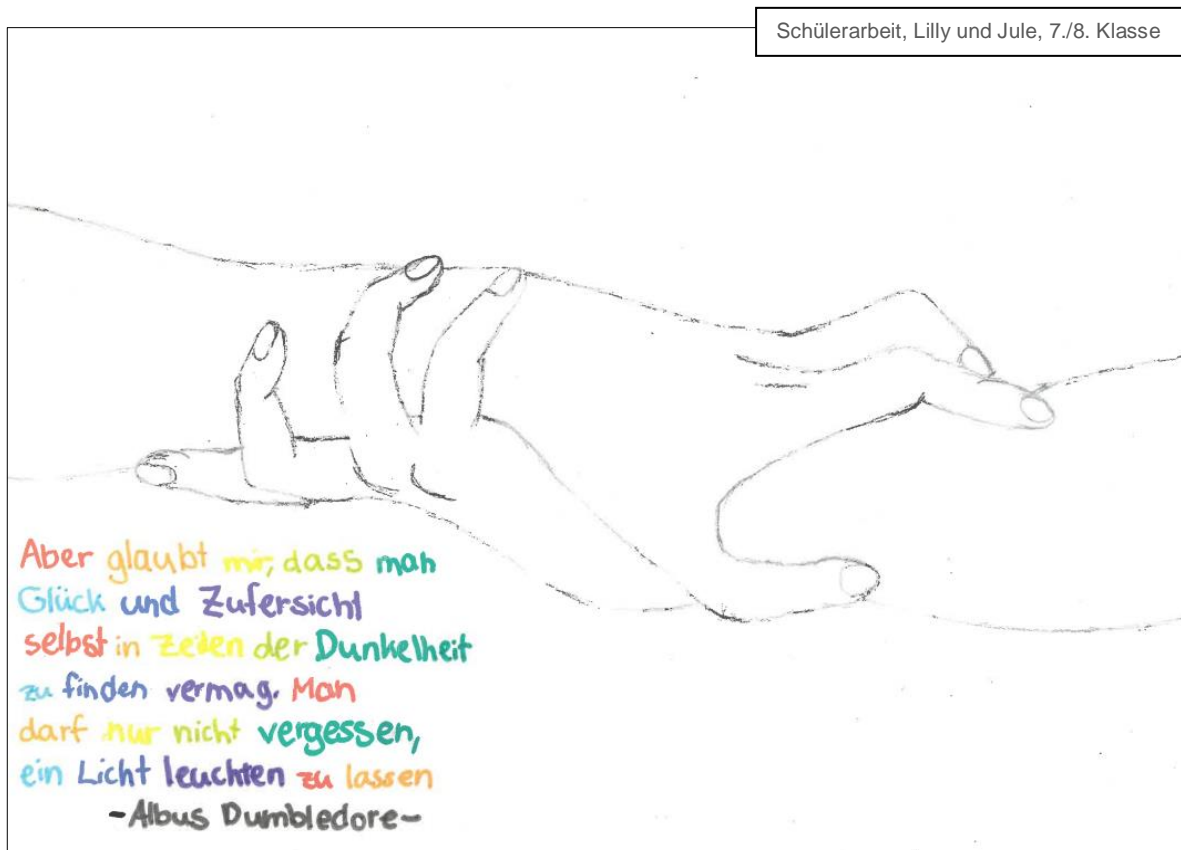 Schülerarbeit, Lilly und Jule, 7./8. Klasse
Aber glaubt mir, dass man
Glück und Zufersicht
selbst in Zeiten der Dunkelheit
zu finden vermag. Man
darf nur nicht vergessen,
ein Licht leuchten zu lassen
-Albus Dumbledore-